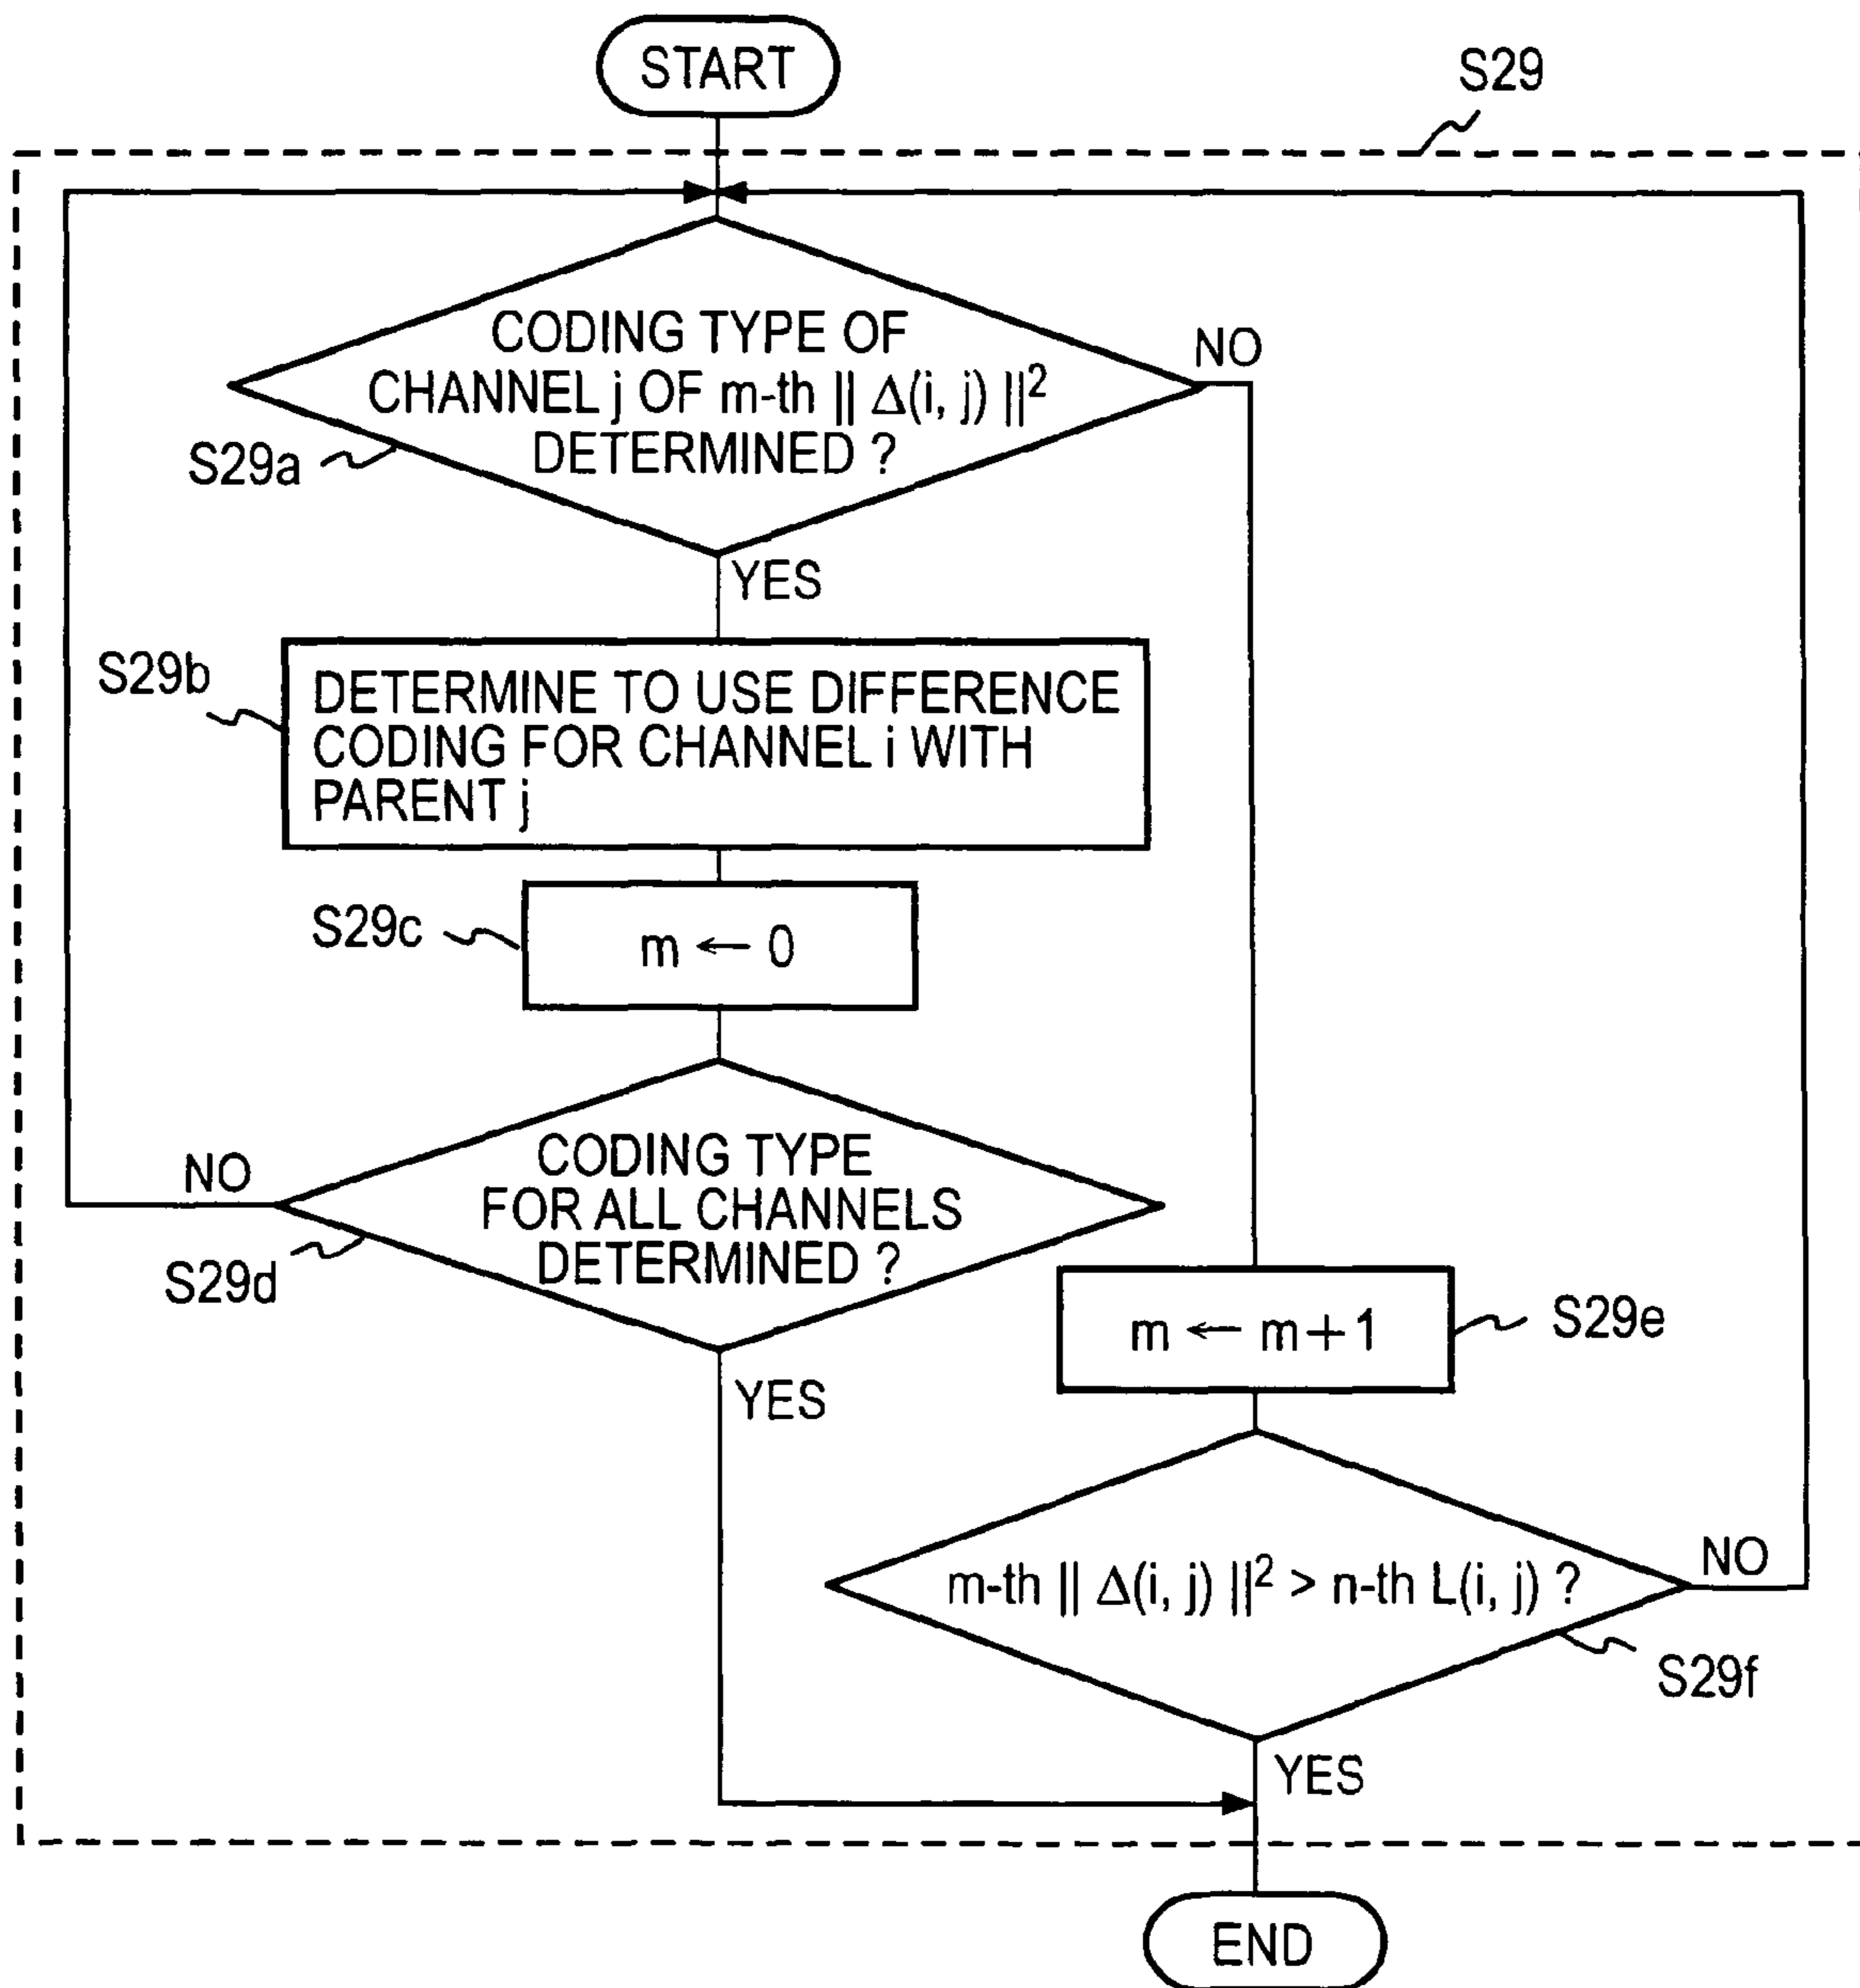 START
S29
CODING TYPE OF
CHANNEL j OF m-th || Δ(i, j) ||²
DETERMINED ?
NO
S29a
YES
S29b
DETERMINE TO USE DIFFERENCE
CODING FOR CHANNEL i WITH
PARENT j
S29c
m ← 0
CODING TYPE
FOR ALL CHANNELS
DETERMINED ?
NO
S29d
YES
m ← m + 1
S29e
m-th || Δ(i, j) ||² > n-th L(i, j) ?
NO
S29f
YES
END